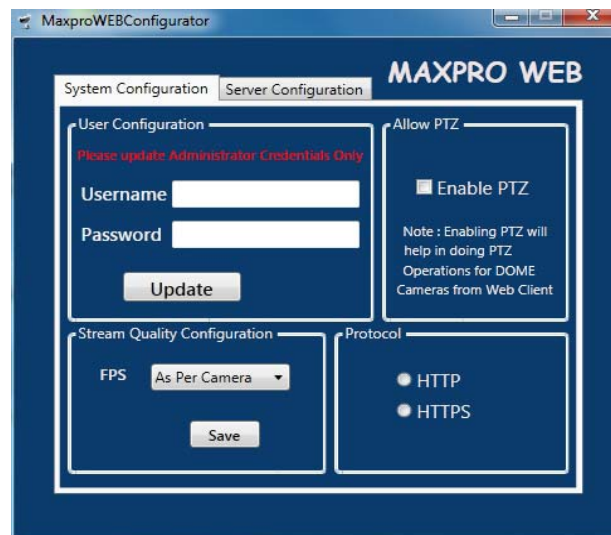 MaxproWEBConfigurator
MAXPRO WEB
System Configuration
Server Configuration
User Configuration
Please update Administrator Credentials Only
Username
Password
Update
Allow PTZ
Enable PTZ
Note : Enabling PTZ will
help in doing PTZ
Operations for DOME
Cameras from Web Client
Stream Quality Configuration
FPS
As Per Camera
Save
Protocol
HTTP
HTTPS